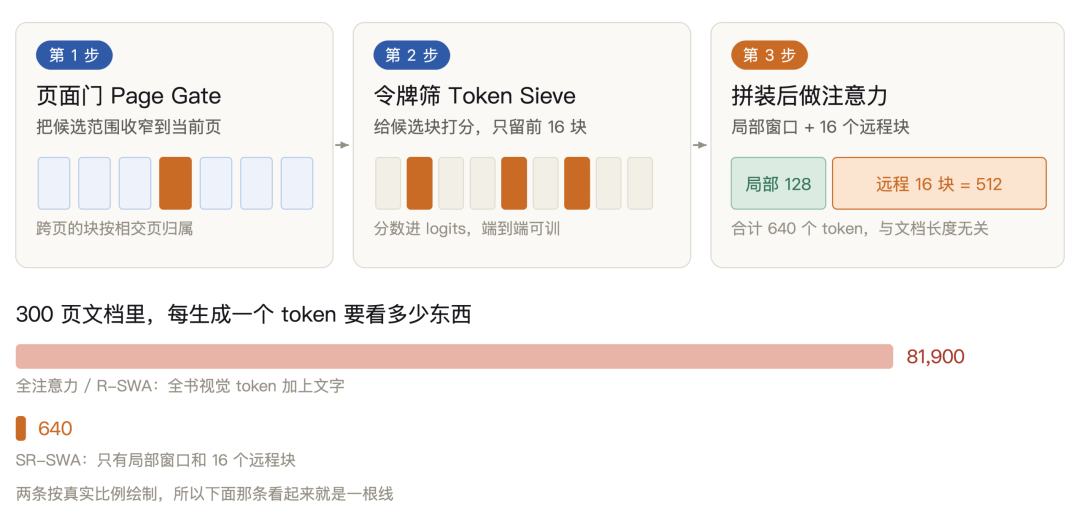 第 1 步
页面门 Page Gate
把候选范围收窄到当前页
跨页的块按相交页归属
第 2 步
令牌筛 Token Sieve
给候选块打分，只留前 16 块
分数进 logits，端到端可训
第 3 步
拼装后做注意力
局部窗口 + 16 个远程块
局部 128
远程 16 块 = 512
合计 640 个 token，与文档长度无关
300 页文档里，每生成一个 token 要看多少东西
81,900
全注意力 / R-SWA：全书视觉 token 加上文字
640
SR-SWA：只有局部窗口和 16 个远程块
两条按真实比例绘制，所以下面那条看起来就是一根线